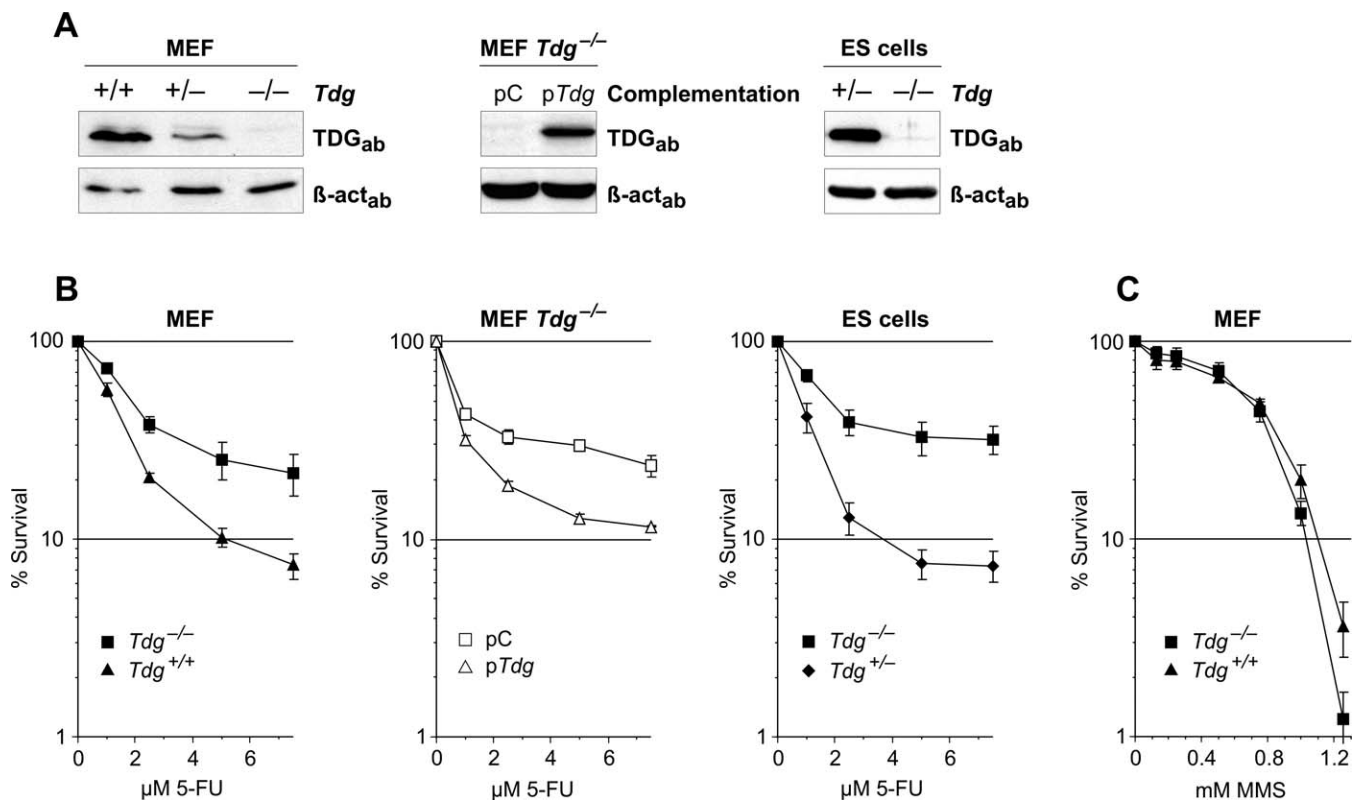 A
MEF
MEF Tdg–/–
ES cells
+/+ +/– –/– Tdg
pC pTdg Complementation
+/– –/– Tdg
TDGab
TDGab
TDGab
ß-actab
ß-actab
ß-actab
B
MEF
100
10
1
% Survival
Tdg–/–
Tdg+/+
0 2 4 6
µM 5-FU
MEF Tdg–/–
100
10
1
% Survival
pC
pTdg
0 2 4 6
µM 5-FU
ES cells
100
10
1
% Survival
Tdg–/–
Tdg+/–
0 2 4 6
µM 5-FU
C
MEF
100
10
1
% Survival
Tdg–/–
Tdg+/+
0 0.4 0.8 1.2
mM MMS